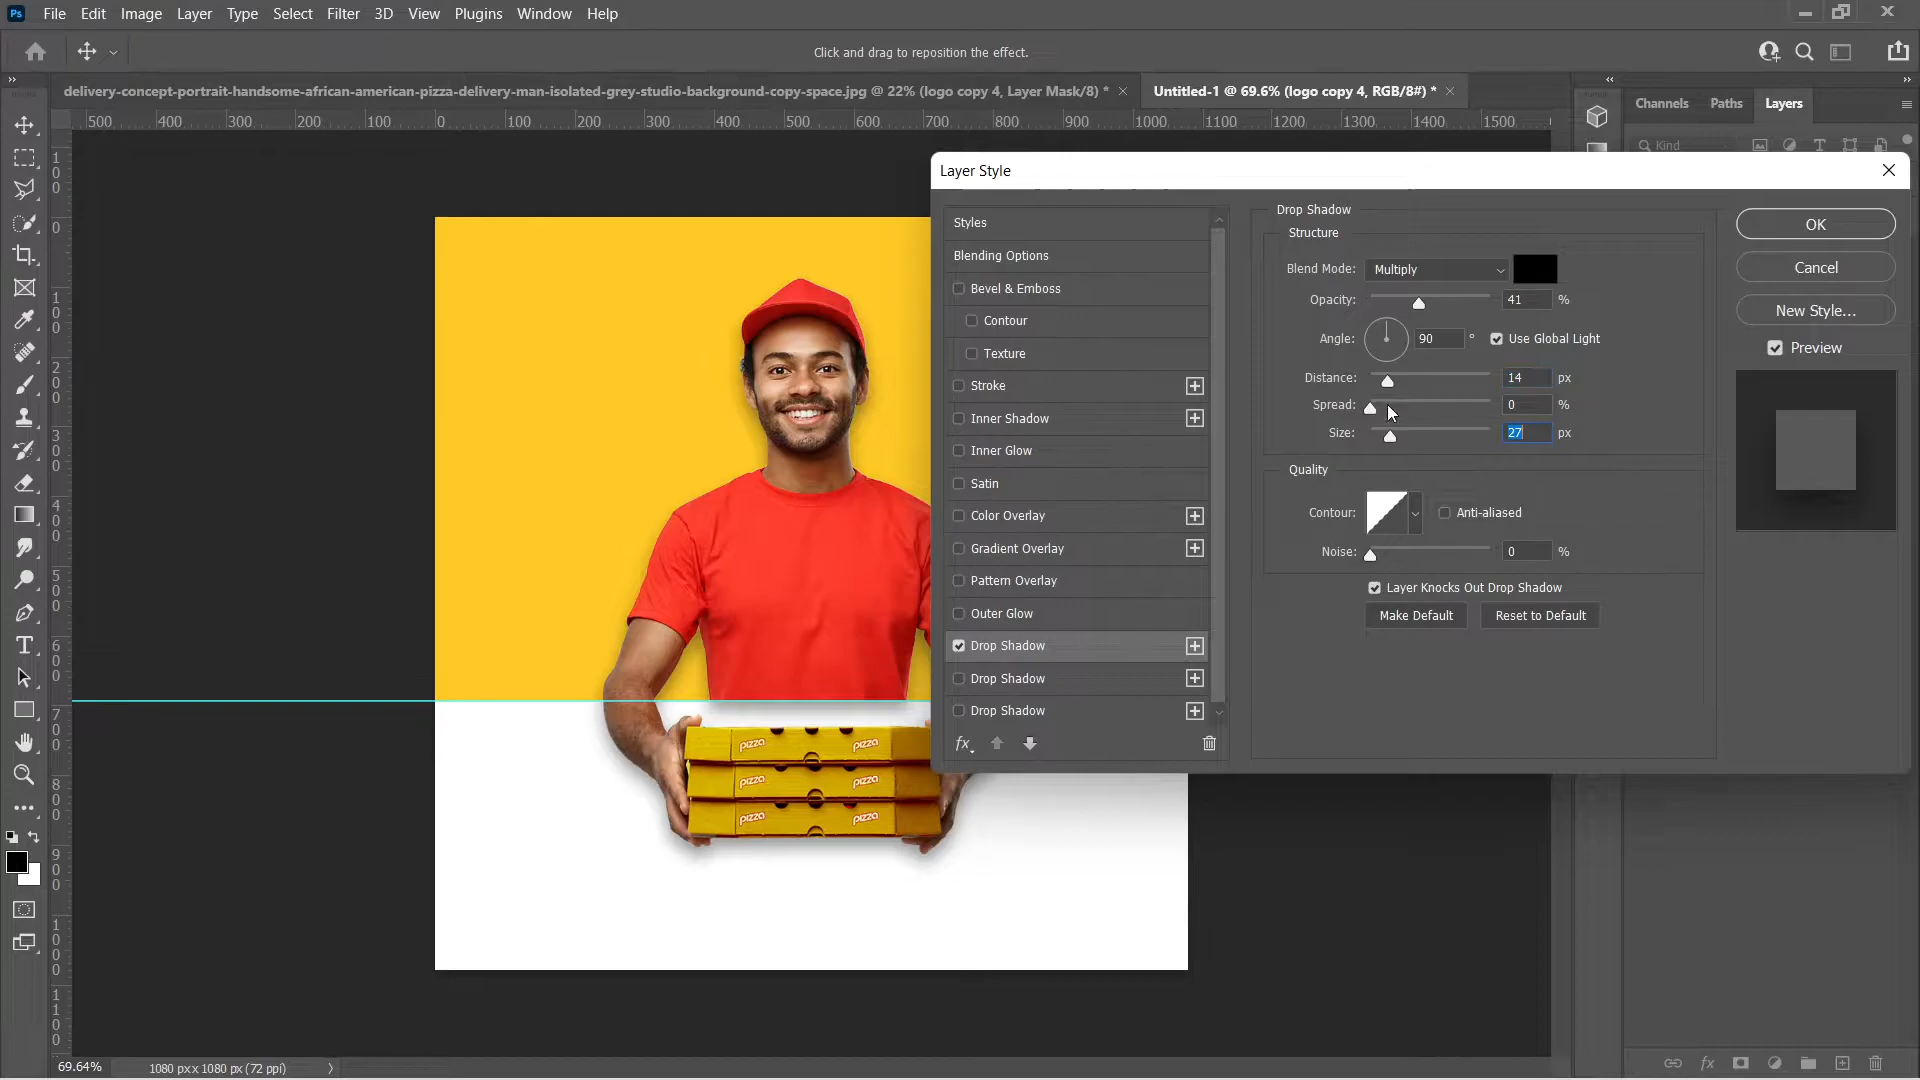 Ps File Edit Image Layer Type Select Filter 3D View Plugins Window Help
Click and drag to reposition the effect.
delivery-concept-portrait-handsome-african-american-pizza-delivery-man-isolated-grey-studio-background-copy-space.jpg @ 22% (logo copy 4, Layer Mask/8) *
Untitled-1 @ 69.6% (logo copy 4, RGB/8#) *
500 400 300 200 100 0 100 200 300 400 500 600 700 800 900 1000 1100 1200 1300 1400 1500
Channels Paths Layers
Kind
Layer Style
Styles
Blending Options
Bevel & Emboss
Contour
Texture
Stroke
Inner Shadow
Inner Glow
Satin
Color Overlay
Gradient Overlay
Pattern Overlay
Outer Glow
Drop Shadow
Drop Shadow
Drop Shadow
fx
Drop Shadow
Structure
Blend Mode: Multiply
Opacity: 41 %
Angle: 90 ° Use Global Light
Distance: 14 px
Spread: 0 %
Size: 27 px
Quality
Contour: Anti-aliased
Noise: 0 %
Layer Knocks Out Drop Shadow
Make Default Reset to Default
OK
Cancel
New Style...
Preview
100
0
100
200
300
400
500
600
700
800
900
1000
1100
pizza pizza
pizza pizza
pizza pizza
69.64% 1080 px x 1080 px (72 ppi)
fx